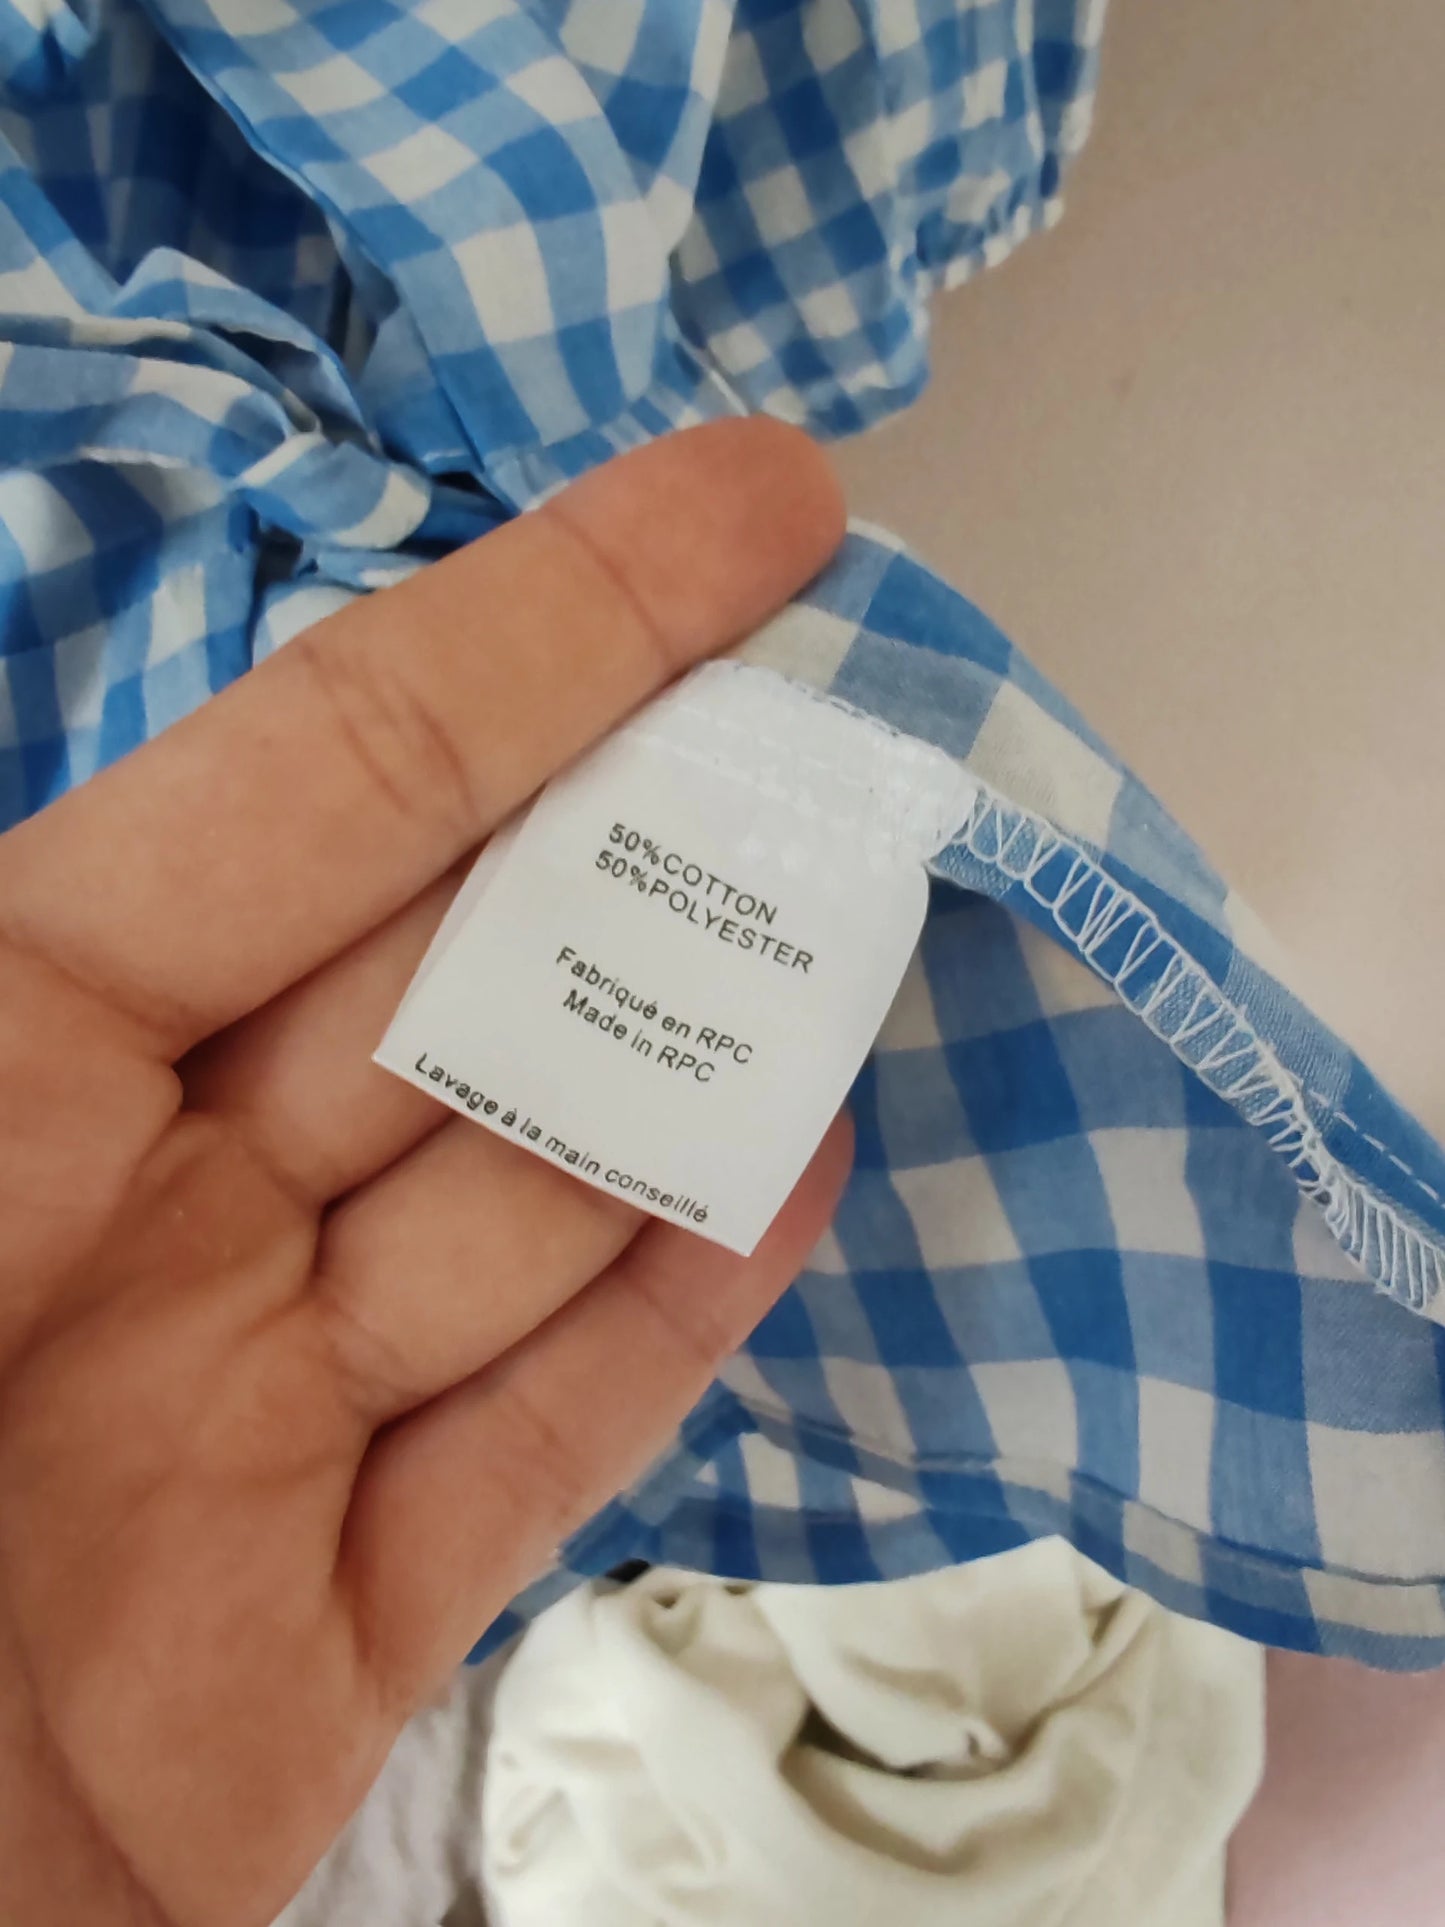 50%COTTON
50%POLYESTER
Fabriqué en RPC
Made in RPC
Lavage à la main conseillé